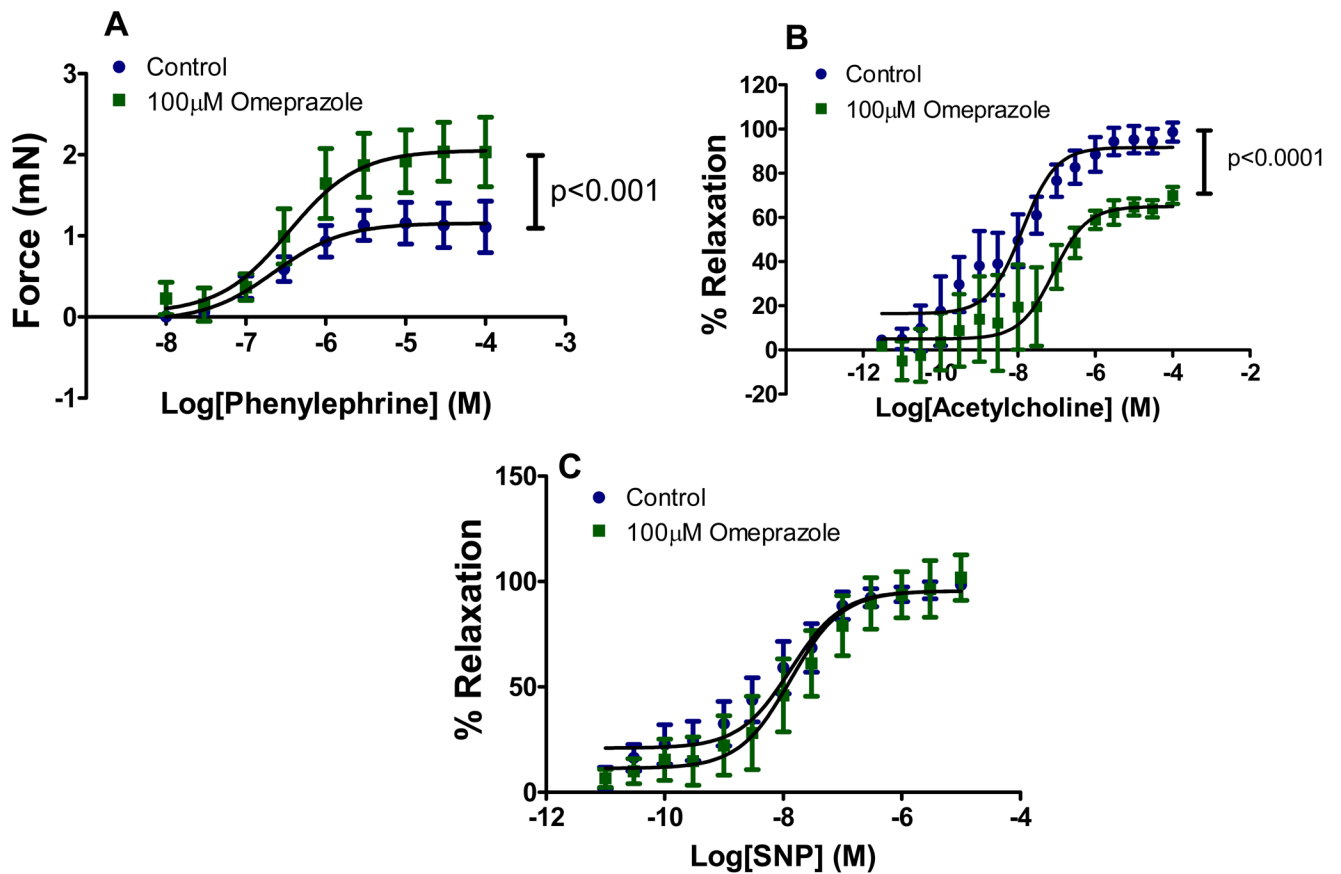 A
Control
100μM Omeprazole
3
2
1
0
-1
Force (mN)
-8 -7 -6 -5 -4 -3
Log[Phenylephrine] (M)
p<0.001
B
Control
100μM Omeprazole
120
100
80
60
40
20
0
-20
% Relaxation
-12 -10 -8 -6 -4 -2
Log[Acetylcholine] (M)
p<0.0001
C
Control
100μM Omeprazole
150
100
50
0
% Relaxation
-12 -10 -8 -6 -4
Log[SNP] (M)